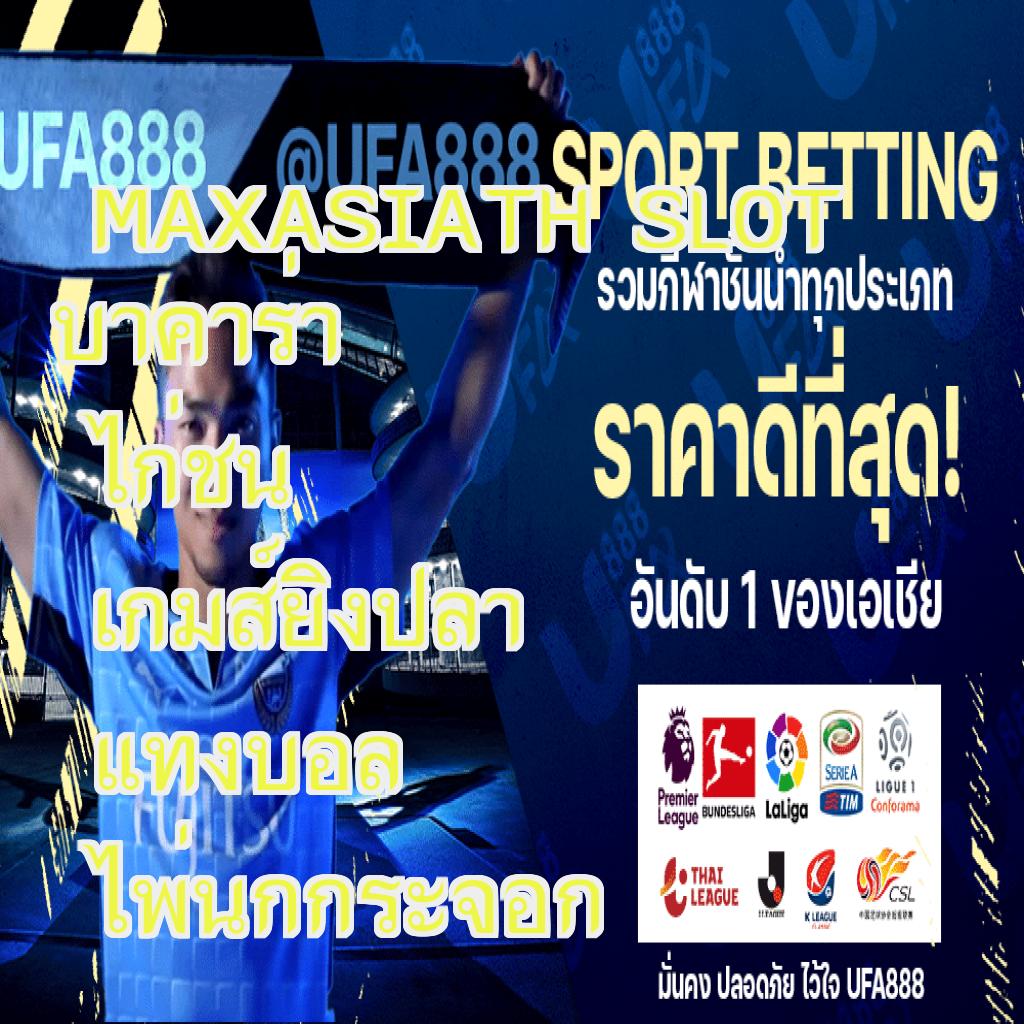 UFA888
@UFA888
SPORT BETTING
MAXASIATH SLOT
รวมกีฬาชั้นนำทุกประเภท
บาคาร่า
ราคาดีที่สุด!
ไก่ชน
เกมส์ยิงปลา
อันดับ 1 ของเอเชีย
แทงบอล
FUJITSU
ไพ่นกกระจอก
Premier
League
BUNDESLIGA
LaLiga
SERIE A
TIM
LIGUE 1
Conforama
THAI
LEAGUE
J.LEAGUE
K LEAGUE
CSL
มั่นคง ปลอดภัย ไว้ใจ UFA888